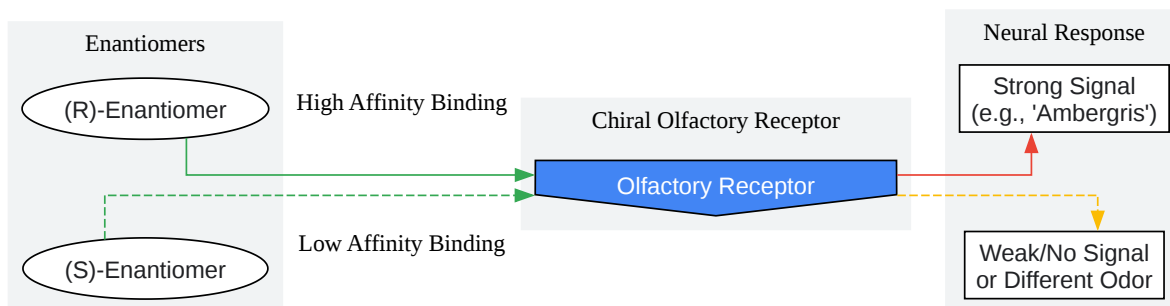 Enantiomers
(R)-Enantiomer
(S)-Enantiomer
High Affinity Binding
Low Affinity Binding
Chiral Olfactory Receptor
Olfactory Receptor
Neural Response
Strong Signal
(e.g., 'Ambergris')
Weak/No Signal
or Different Odor